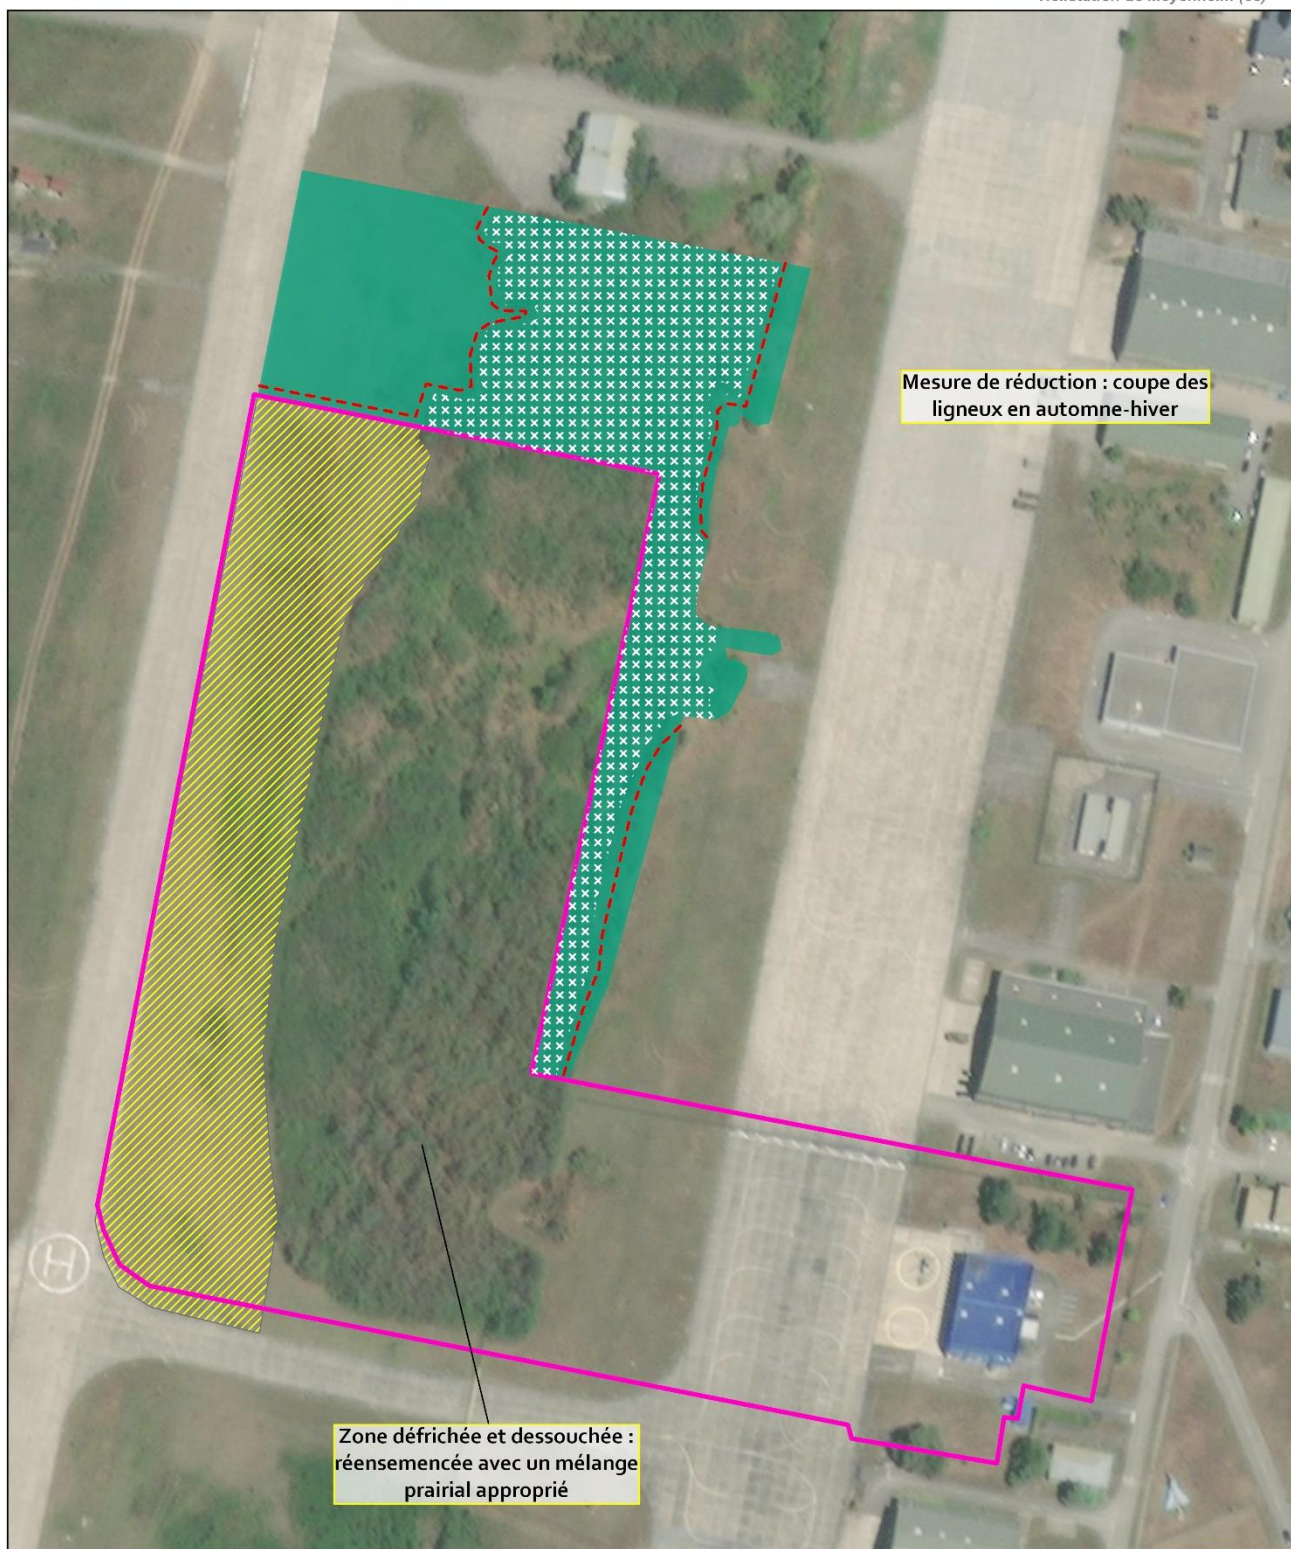 Mesure de réduction : coupe des
ligneux en automne-hiver
H
Zone défrichée et dessouchée :
réensemencée avec un mélange
prairial approprié